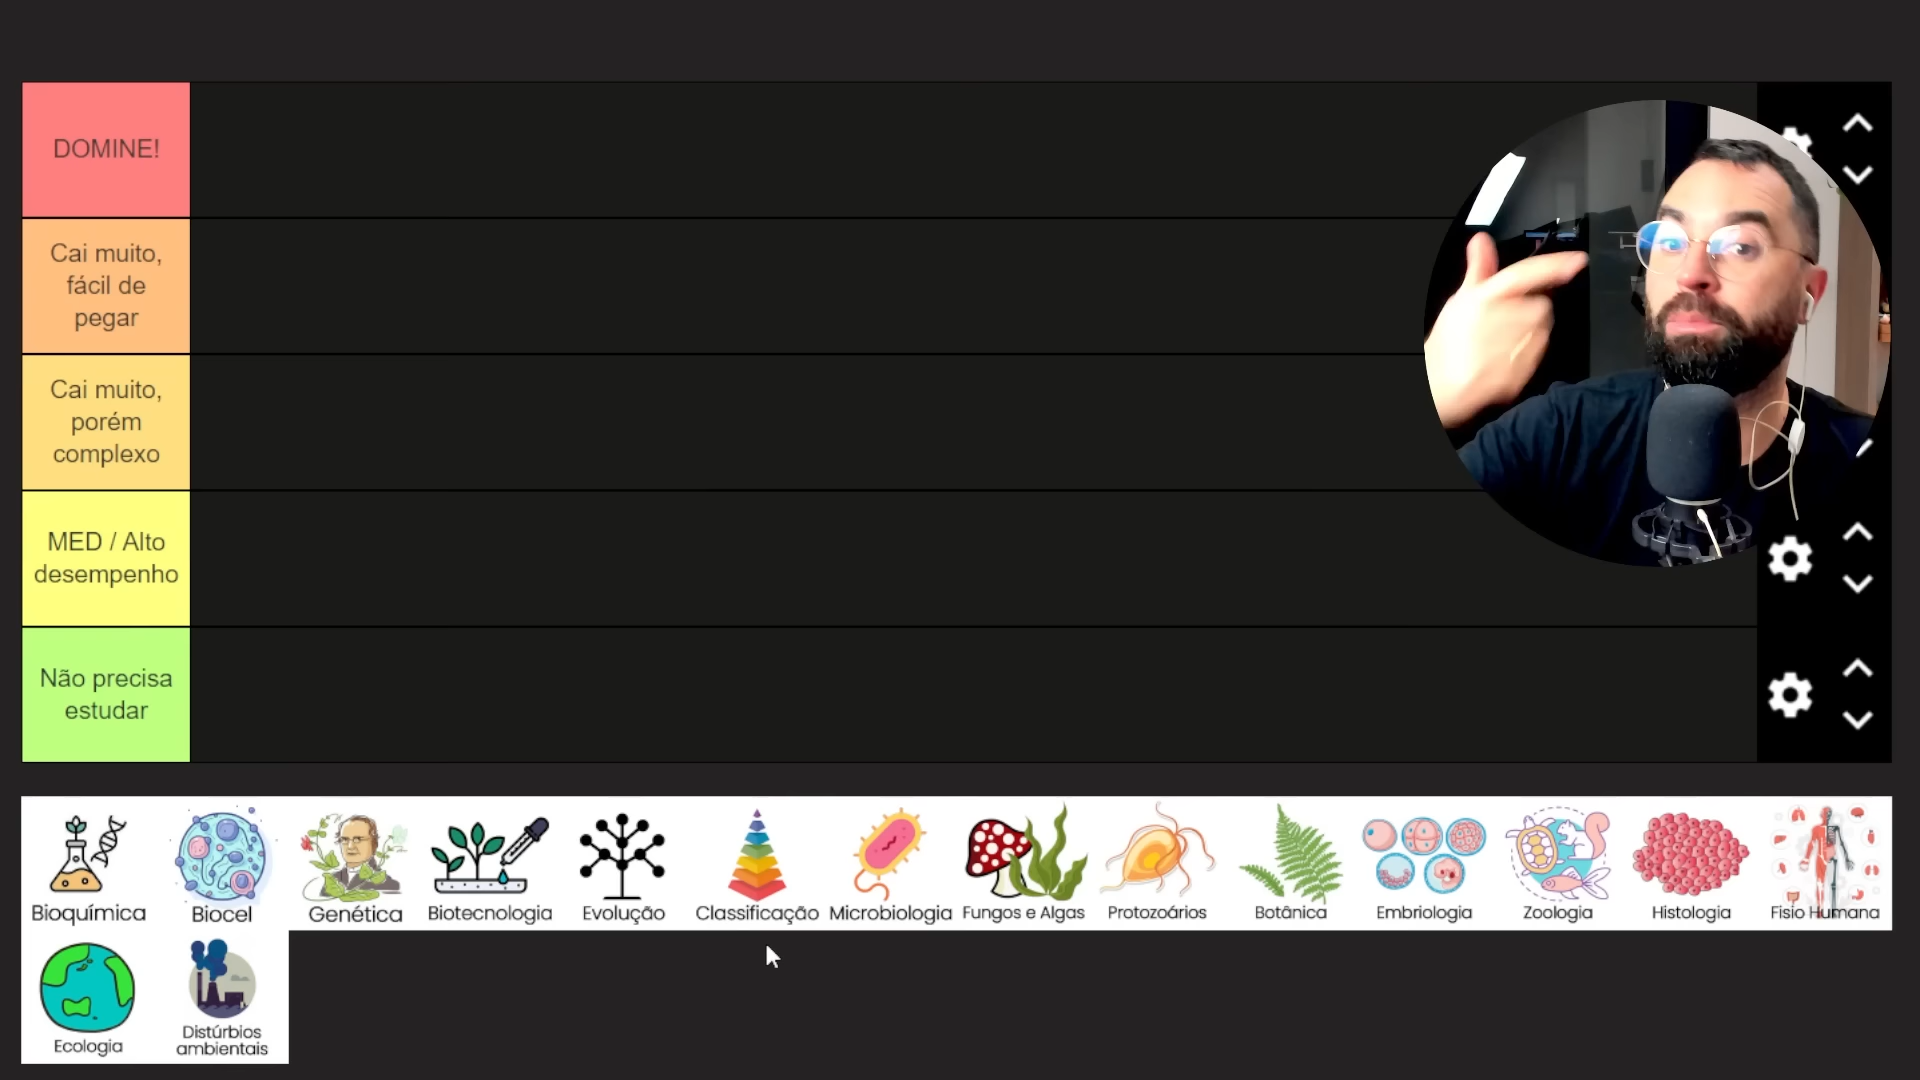 DOMINE!
Cai muito,
fácil de
pegar
Cai muito,
porém
complexo
MED / Alto
desempenho
Não precisa
estudar
Bioquímica
Biocel
Genética
Biotecnologia
Evolução
Classificação
Microbiologia
Fungos e Algas
Protozoários
Botânica
Embriologia
Zoologia
Histologia
Fisio Humana
Ecologia
Distúrbios
ambientais